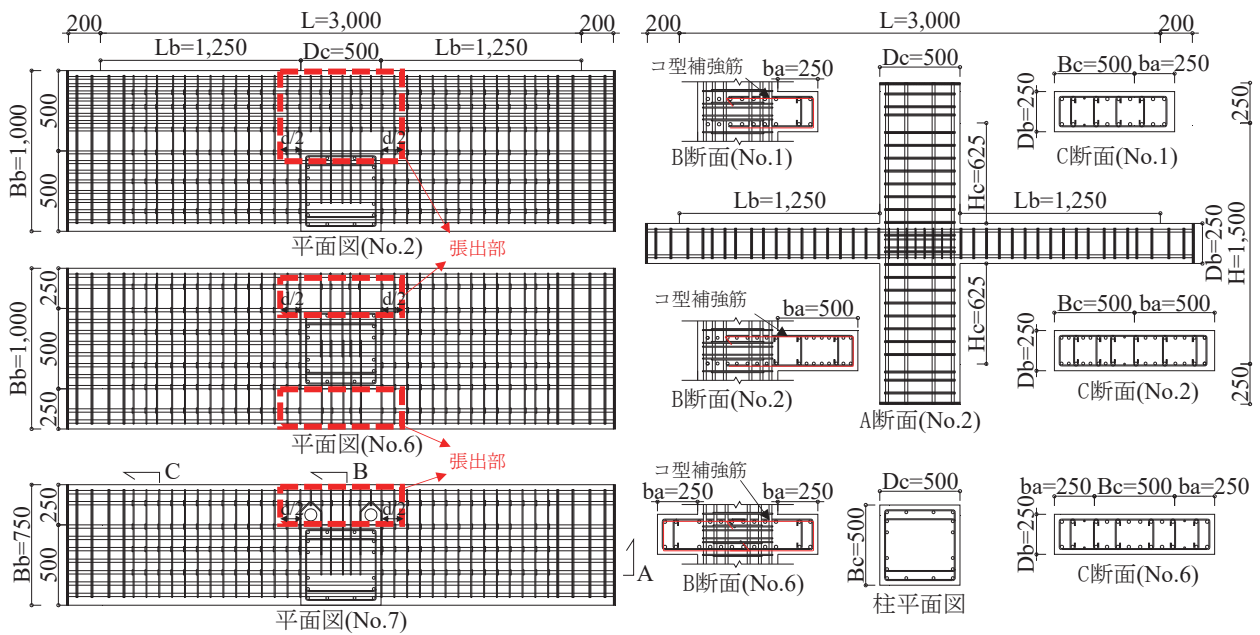 200
L=3,000
200
Lb=1,250
Dc=500
Lb=1,250
Bb=1,000
500
500
d/2
d/2
平面図(No.2)
張出部
Bb=1,000
250
500
250
d/2
d/2
平面図(No.6)
張出部
C
B
Bb=750
250
500
d/2
d/2
A
平面図(No.7)
200
L=3,000
200
コ型補強筋
ba=250
B断面(No.1)
Dc=500
Bc=500
ba=250
Db=250
C断面(No.1)
250
Hc=625
Lb=1,250
Lb=1,250
Db=250
H=1,500
コ型補強筋
ba=500
B断面(No.2)
Hc=625
A断面(No.2)
Bc=500
ba=500
Db=250
C断面(No.2)
250
コ型補強筋
ba=250
ba=250
B断面(No.6)
Dc=500
Bc=500
柱平面図
ba=250
Bc=500
ba=250
Db=250
C断面(No.6)